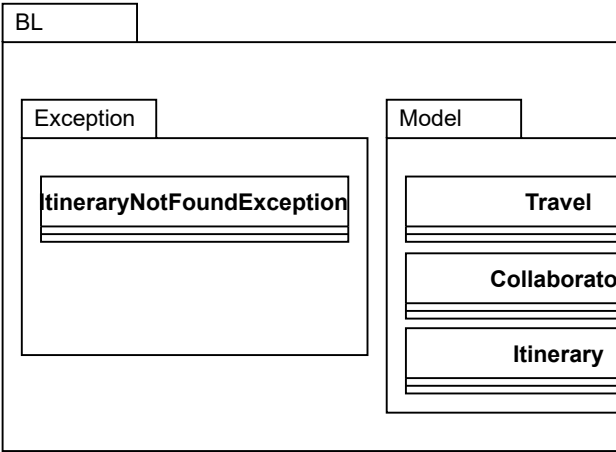 BL
Exception
Model
ItineraryNotFoundException
Travel
Collaborato
Itinerary